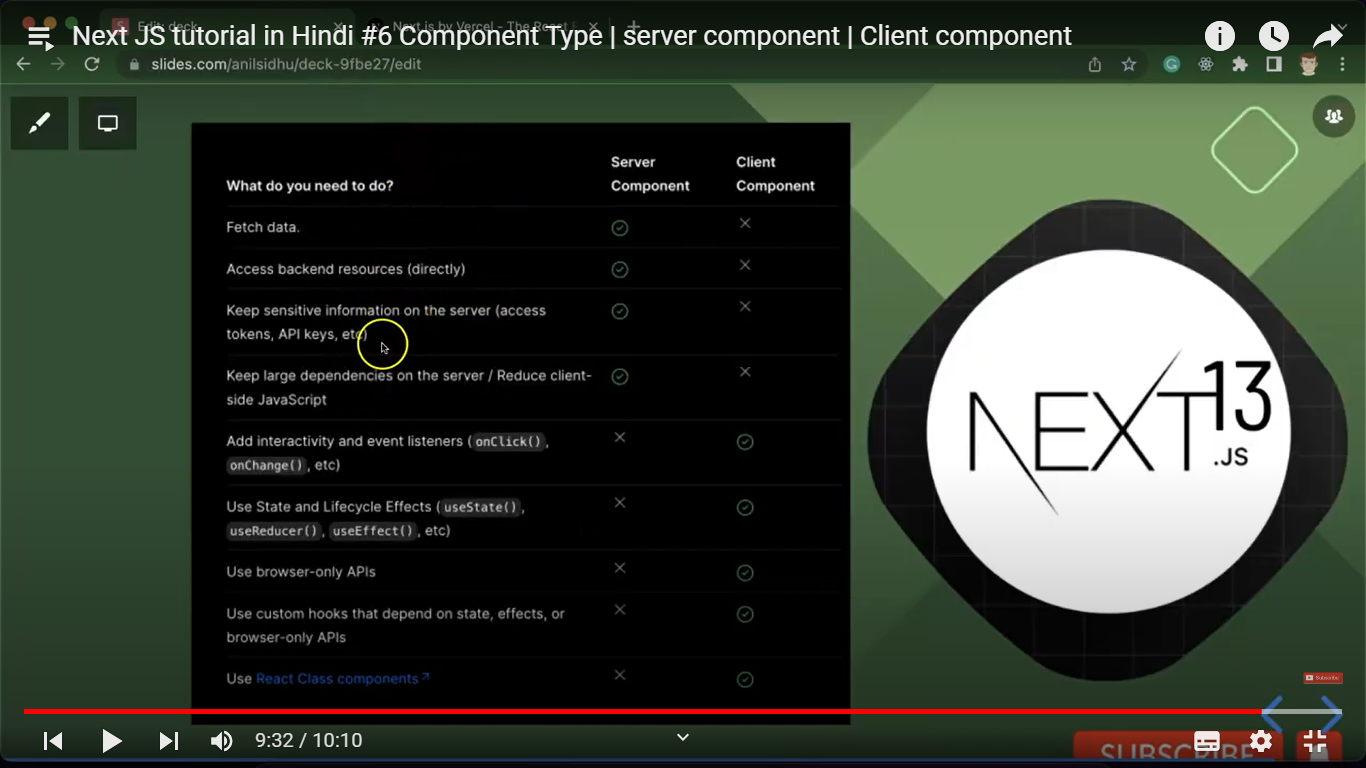 Edit: deck
Next.js by Vercel - The React F
Next JS tutorial in Hindi #6 Component Type | server component | Client component
slides.com/anilsidhu/deck-9fbe27/edit
Server Component
Client Component
What do you need to do?
Fetch data.
Access backend resources (directly)
Keep sensitive information on the server (access
tokens, API keys, etc)
Keep large dependencies on the server / Reduce client-
side JavaScript
Add interactivity and event listeners ( onClick() ,
onChange() , etc)
Use State and Lifecycle Effects ( useState() ,
useReducer() , useEffect() , etc)
Use browser-only APIs
Use custom hooks that depend on state, effects, or
browser-only APIs
Use React Class components
NEXT 13
.JS
Subscribe
9:32 / 10:10
SUBSCRIBE